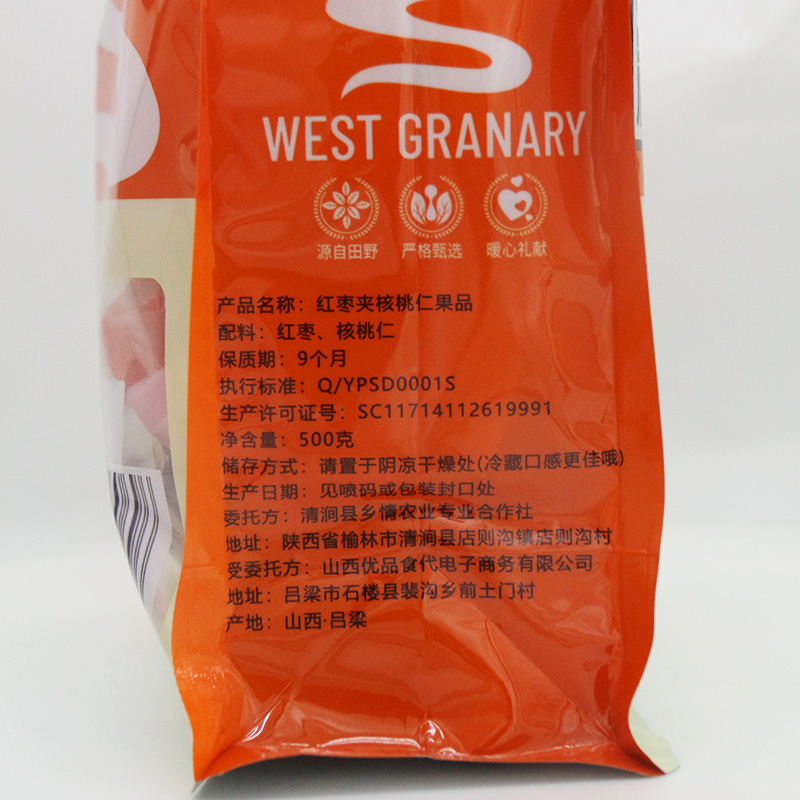 WEST GRANARY
源自田野 严格甄选 暖心礼献
产品名称：红枣夹核桃仁果品
配料：红枣、核桃仁
保质期：9个月
执行标准：Q/YPSD0001S
生产许可证号：SC11714112619991
净含量：500克
储存方式：请置于阴凉干燥处(冷藏口感更佳哦)
生产日期：见喷码或包装封口处
委托方：清涧县乡情农业专业合作社
地址：陕西省榆林市清涧县店则沟镇店则沟村
受委托方：山西优品食代电子商务有限公司
地址：吕梁市石楼县裴沟乡前土门村
产地：山西·吕梁